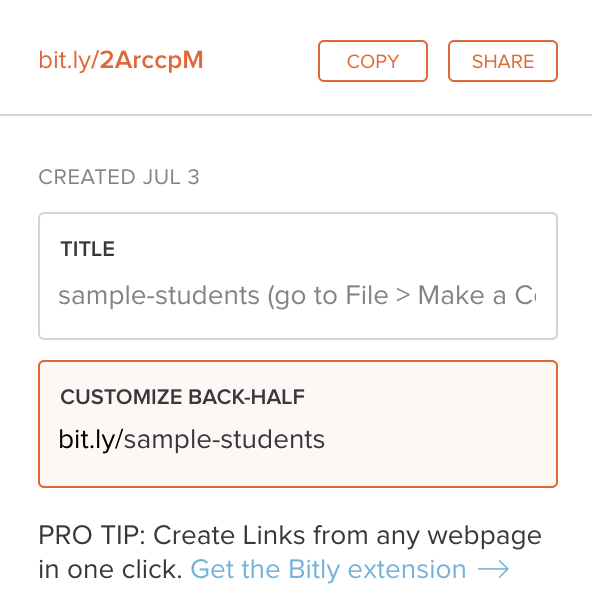 bit.ly/2ArccpM COPY SHARE
CREATED JUL 3
TITLE
sample-students (go to File > Make a
CUSTOMIZE BACK-HALF
bit.ly/sample-students
PRO TIP: Create Links from any webpage
in one click. Get the Bitly extension →